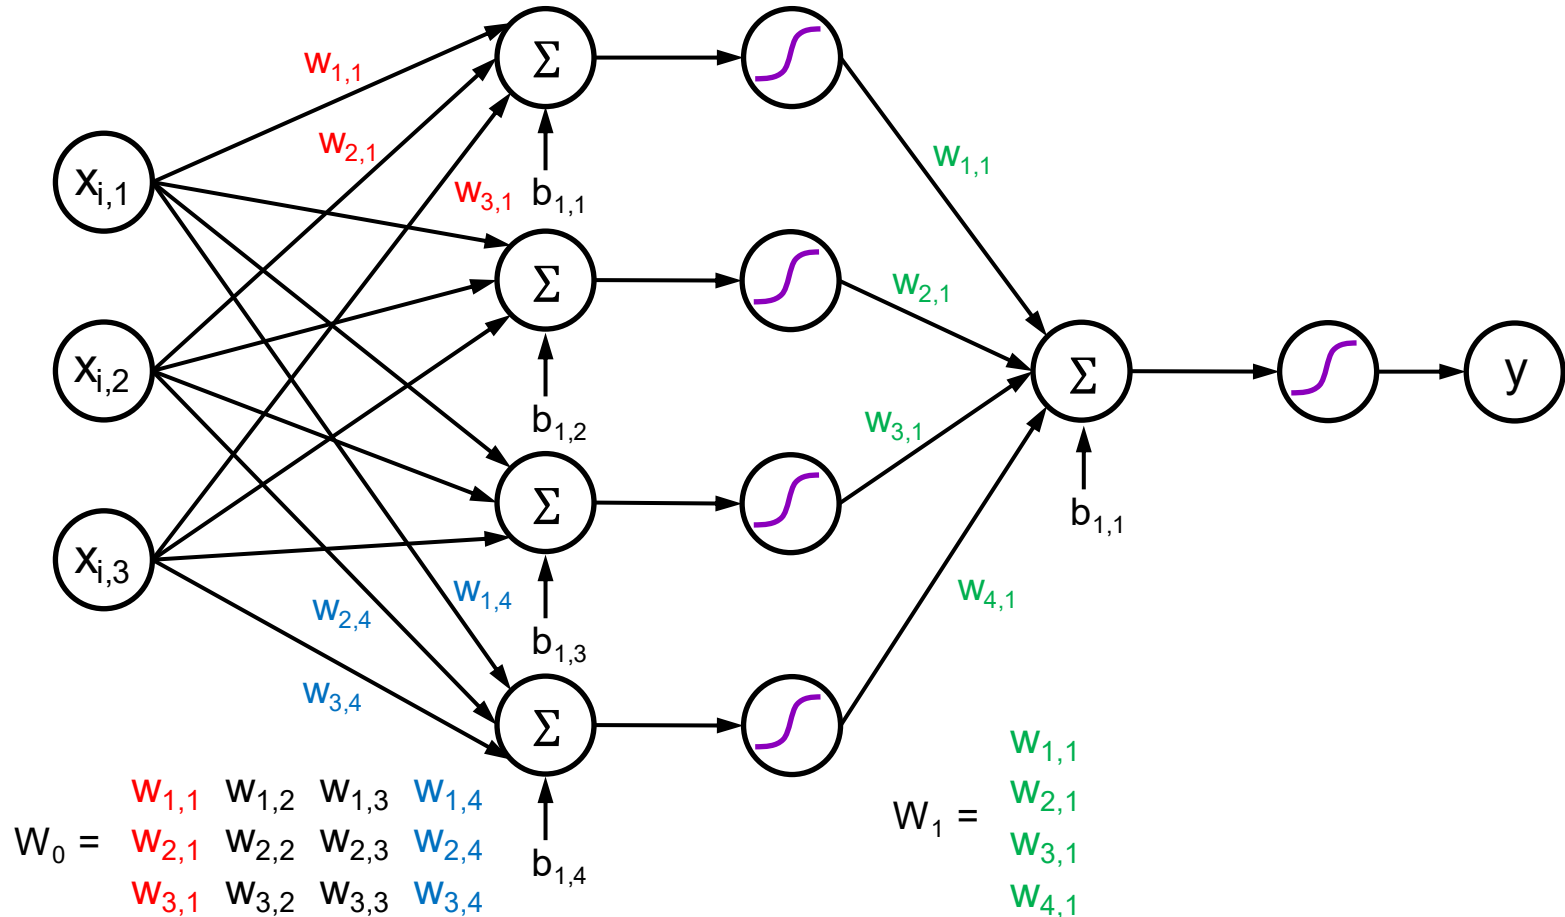 w1,1
Σ
w2,1
w3,1
b1,1
w1,1
xi,1
Σ
w2,1
b1,2
xi,2
Σ
y
w3,1
b1,1
Σ
xi,3
w1,4
w2,4
b1,3
w4,1
w3,4
Σ
b1,4
W0 =
w1,1 w1,2 w1,3 w1,4
w2,1 w2,2 w2,3 w2,4
w3,1 w3,2 w3,3 w3,4
W1 =
w1,1
w2,1
w3,1
w4,1